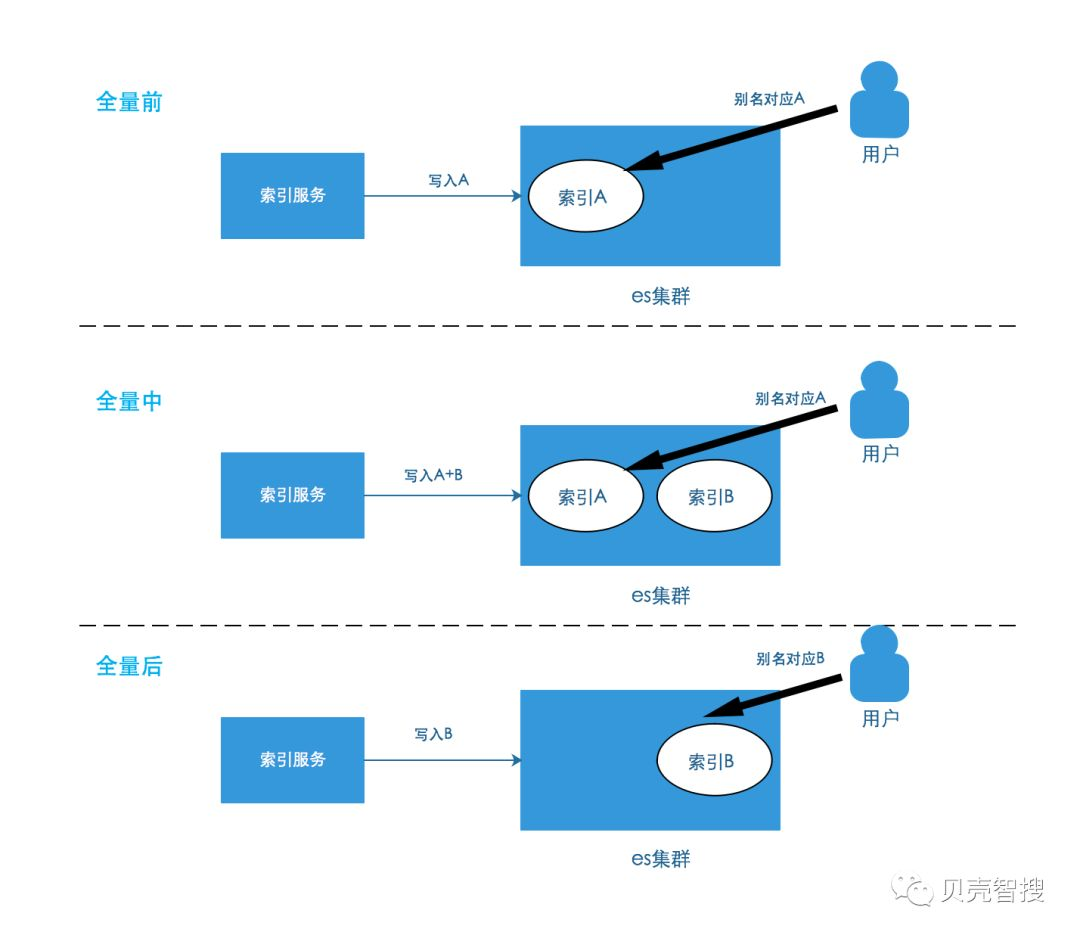 全量前
别名对应A
用户
索引服务
写入A
索引A
es集群
全量中
别名对应A
用户
索引服务
写入A+B
索引A
索引B
es集群
全量后
别名对应B
用户
索引服务
写入B
索引B
es集群
贝壳智搜